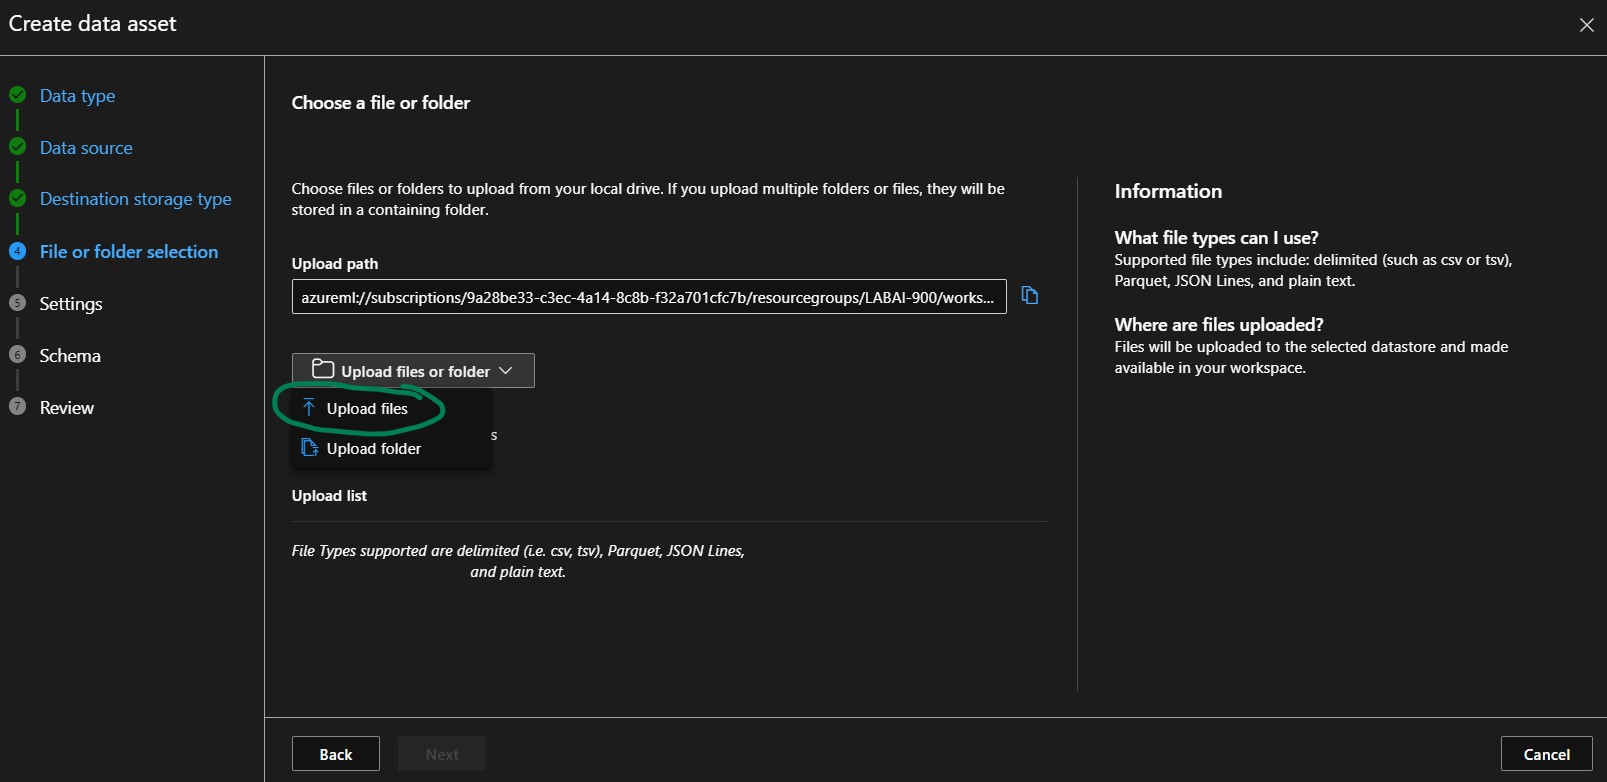 Create data asset
Data type
Data source
Destination storage type
4 File or folder selection
5 Settings
6 Schema
7 Review
Choose a file or folder
Choose files or folders to upload from your local drive. If you upload multiple folders or files, they will be
stored in a containing folder.
Upload path
azureml://subscriptions/9a28be33-c3ec-4a14-8c8b-f32a701cfc7b/resourcegroups/LABAI-900/works...
Upload files or folder
Upload files
s
Upload folder
Upload list
File Types supported are delimited (i.e. csv, tsv), Parquet, JSON Lines,
and plain text.
Information
What file types can I use?
Supported file types include: delimited (such as csv or tsv),
Parquet, JSON Lines, and plain text.
Where are files uploaded?
Files will be uploaded to the selected datastore and made
available in your workspace.
Back
Next
Cancel